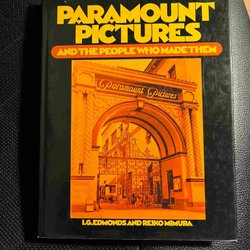 PARAMOUNT
PICTURES
AND THE PEOPLE WHO MADE THEM
Paramount Pictures
I.G. EDMONDS AND REIKO MIMURA